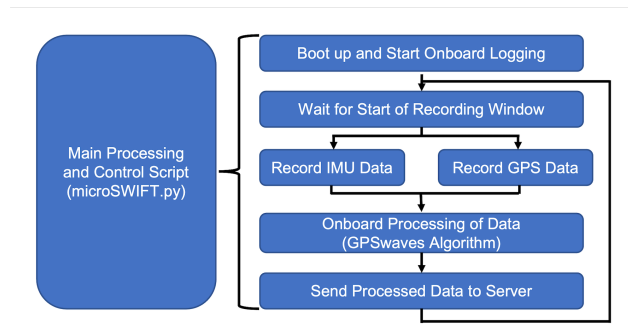 Main Processing
and Control Script
(microSWIFT.py)
Boot up and Start Onboard Logging
Wait for Start of Recording Window
Record IMU Data
Record GPS Data
Onboard Processing of Data
(GPSwaves Algorithm)
Send Processed Data to Server